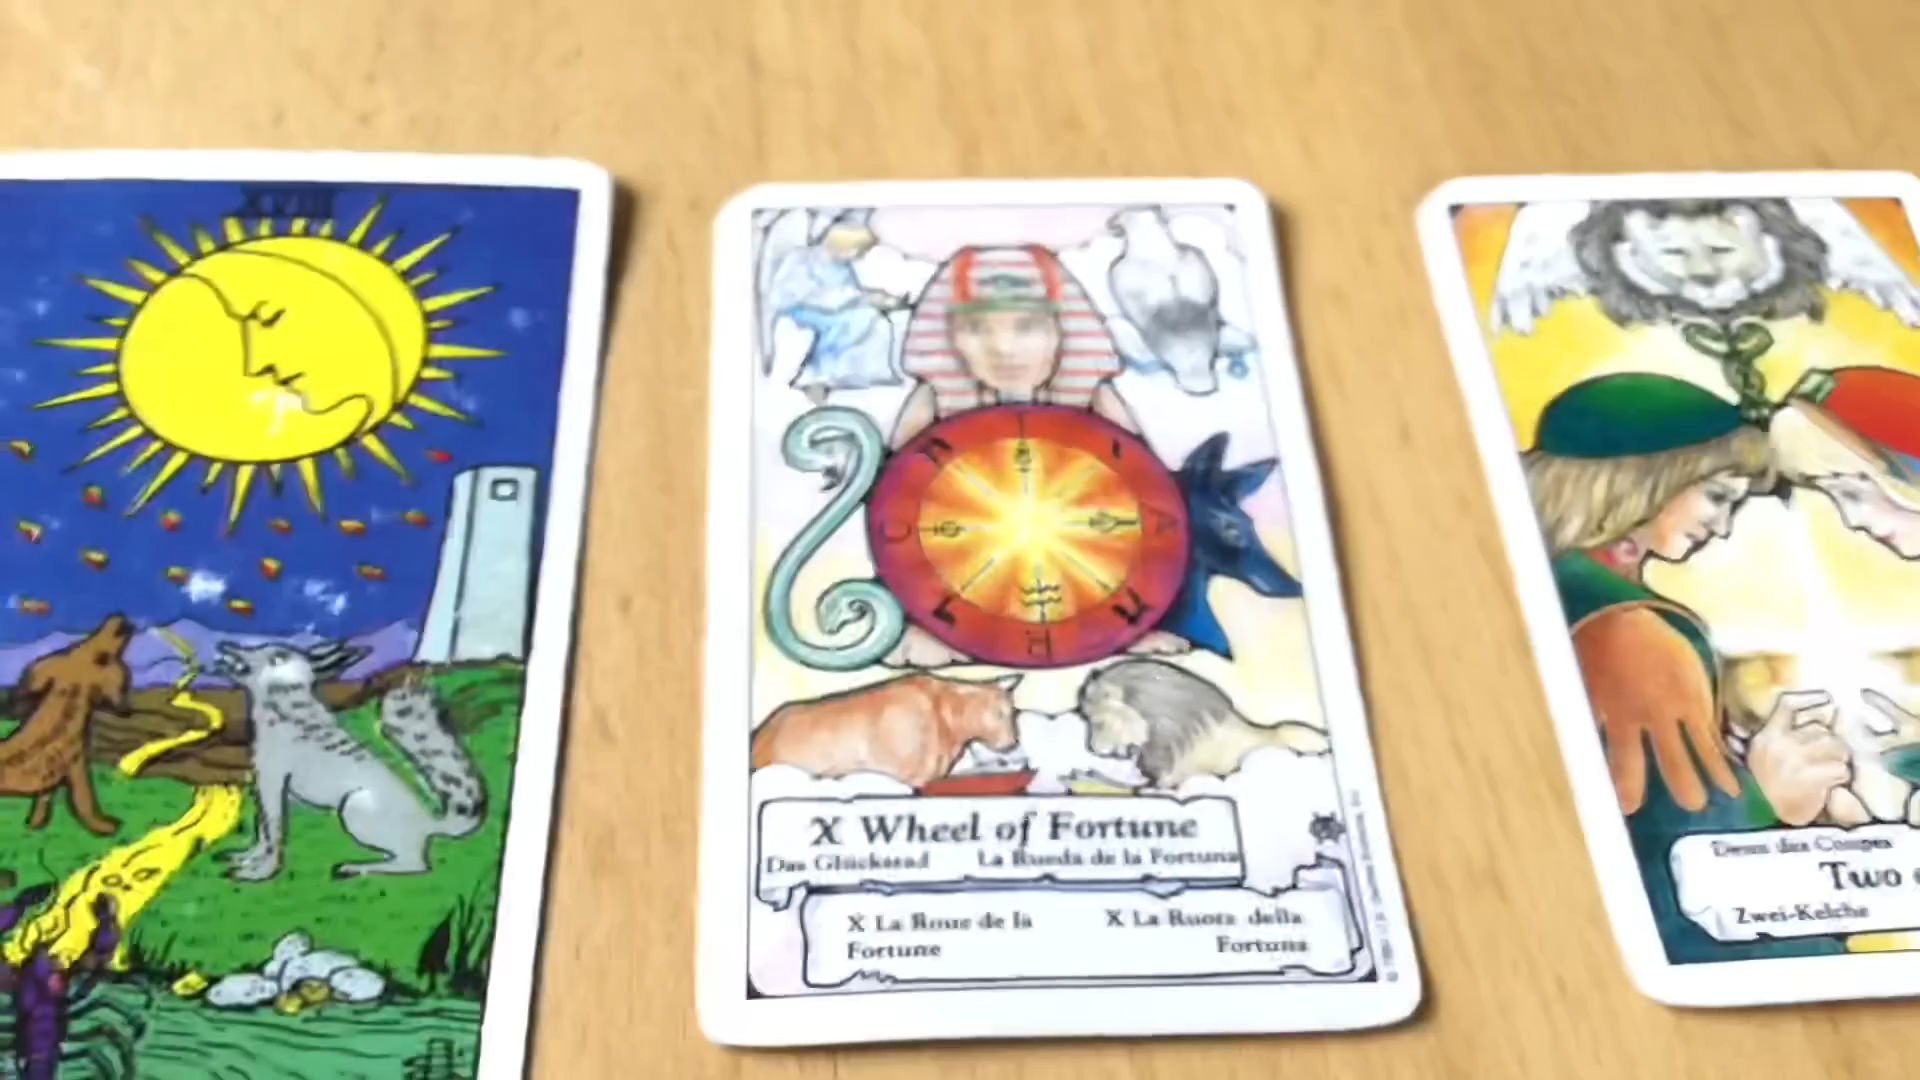 XVIII
X Wheel of Fortune
Das Glücksrad La Rueda de la Fortuna
X La Roue de la
Fortune
X La Ruota della
Fortuna
Deux des Coupes
Two
Zwei-Kelche